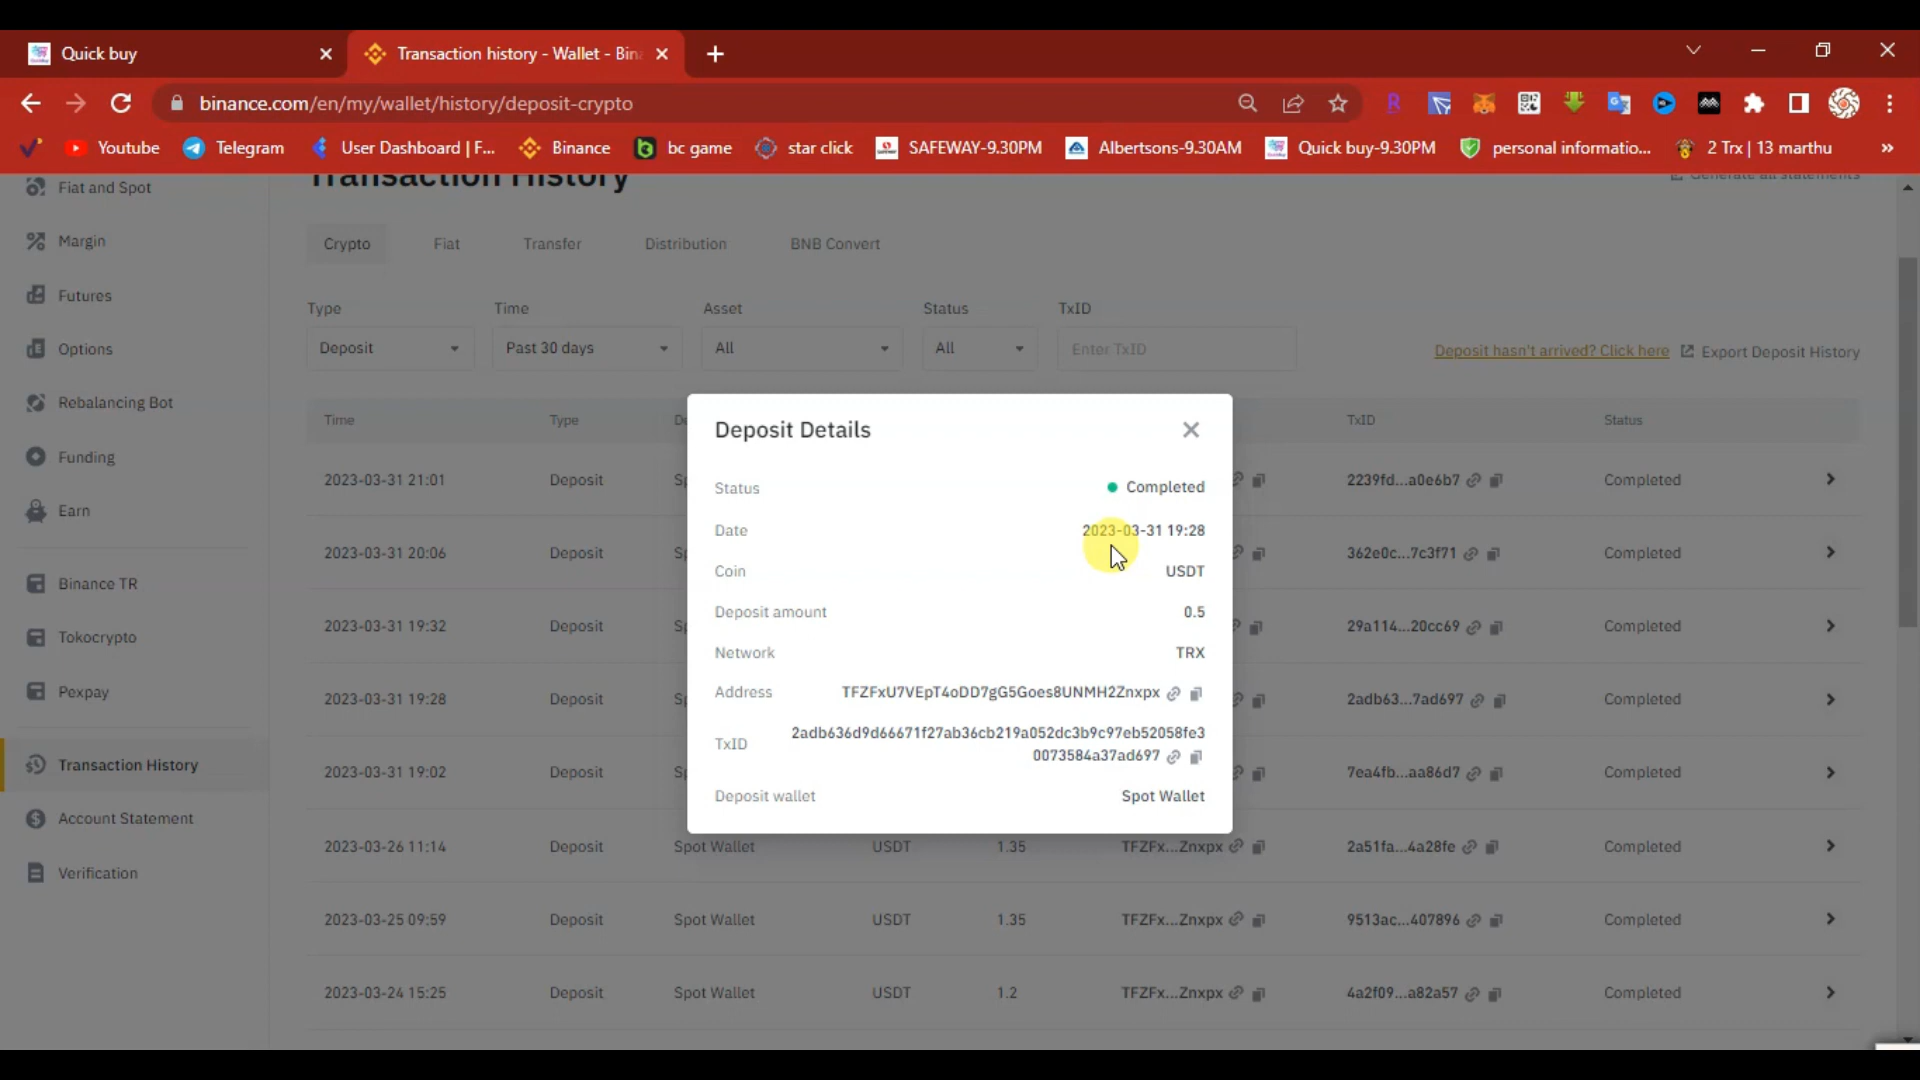 Quick buy
Transaction history - Wallet - Bin
binance.com/en/my/wallet/history/deposit-crypto
Youtube
Telegram
User Dashboard | F...
Binance
bc game
star click
SAFEWAY-9.30PM
Albertsons-9.30AM
Quick buy-9.30PM
personal informatio...
2 Trx | 13 marthu
»
Fiat and Spot
Margin
Futures
Options
Rebalancing Bot
Funding
Earn
Binance TR
Tokocrypto
Pexpay
Transaction History
Account Statement
Verification
Transaction History
Generate all statements
Crypto Fiat Transfer Distribution BNB Convert
Type Time Asset Status TxID
Deposit Past 30 days All All Enter TxID
Deposit hasn't arrived? Click here Export Deposit History
Time Type De TxID Status
2023-03-31 21:01 Deposit Sp 2239fd...a0e6b7 Completed
2023-03-31 20:06 Deposit Sp 362e0c...7c3f71 Completed
2023-03-31 19:32 Deposit Sp 29a114...20cc69 Completed
2023-03-31 19:28 Deposit Sp 2adb63...7ad697 Completed
2023-03-31 19:02 Deposit Sp 7ea4fb...aa86d7 Completed
2023-03-26 11:14 Deposit Spot Wallet USDT 1.35 TFZFx...Znxpx 2a51fa...4a28fe Completed
2023-03-25 09:59 Deposit Spot Wallet USDT 1.35 TFZFx...Znxpx 9513ac...407896 Completed
2023-03-24 15:25 Deposit Spot Wallet USDT 1.2 TFZFx...Znxpx 4a2f09...a82a57 Completed
Deposit Details
Status Completed
Date 2023-03-31 19:28
Coin USDT
Deposit amount 0.5
Network TRX
Address TFZFxU7VEpT4oDD7gG5Goes8UNMH2Znxpx
TxID 2adb636d9d66671f27ab36cb219a052dc3b9c97eb52058fe3
0073584a37ad697
Deposit wallet Spot Wallet